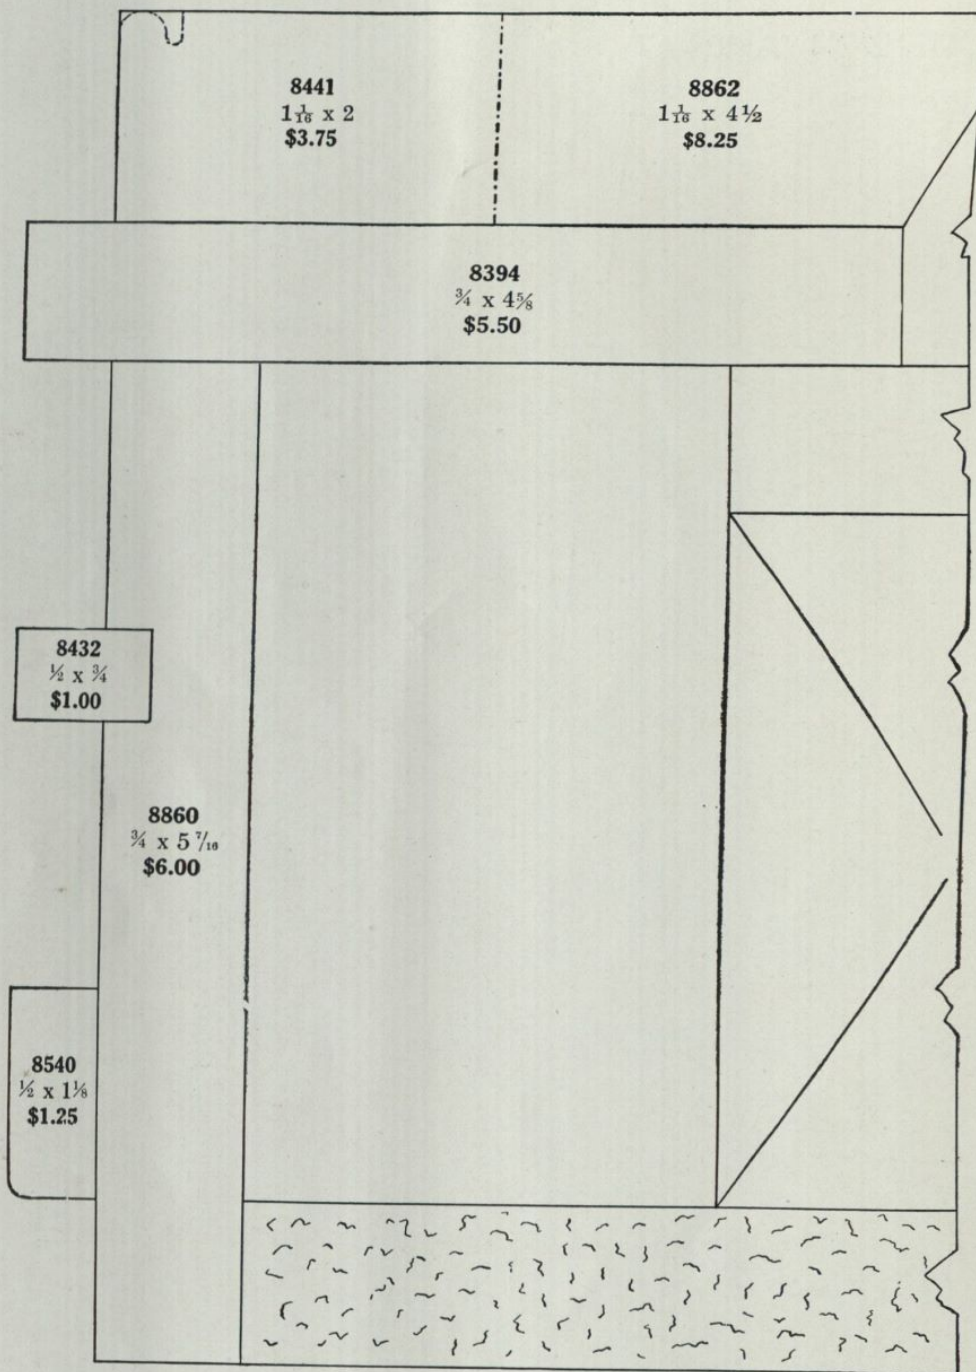 8441
1 1/16 x 2
$3.75
8862
1 1/16 x 4½
$8.25
8394
¾ x 4⅝
$5.50
8432
½ x ¾
$1.00
8860
¾ x 5 7/16
$6.00
8540
½ x 1⅛
$1.25